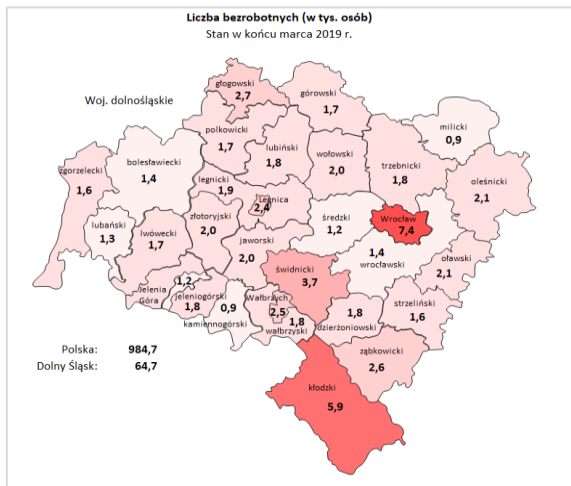 Liczba bezrobotnych (w tys. osób)
Stan w końcu marca 2019 r.
Woj. dolnośląskie
głogowski
2,7
górowski
1,7
milicki
0,9
polkowicki
1,7
lubiński
1,8
wołowski
2,0
trzebnicki
1,8
oleśnicki
2,1
zgorzelecki
1,6
bolesławiecki
1,4
legnicki
1,9
Legnica
2,4
średzki
1,2
Wrocław
7,4
lubański
1,3
lwówecki
1,7
złotoryjski
2,0
jaworski
2,0
1,4
wrocławski
oławski
2,1
świdnicki
3,7
Jelenia
Góra
1,2
jeleniogórski
1,8
0,9
kamiennogórski
Wałbrzych
2,5
1,8
wałbrzyski
1,8
dzierżoniowski
strzeliński
1,6
ząbkowicki
2,6
kłodzki
5,9
Polska: 984,7
Dolny Śląsk: 64,7